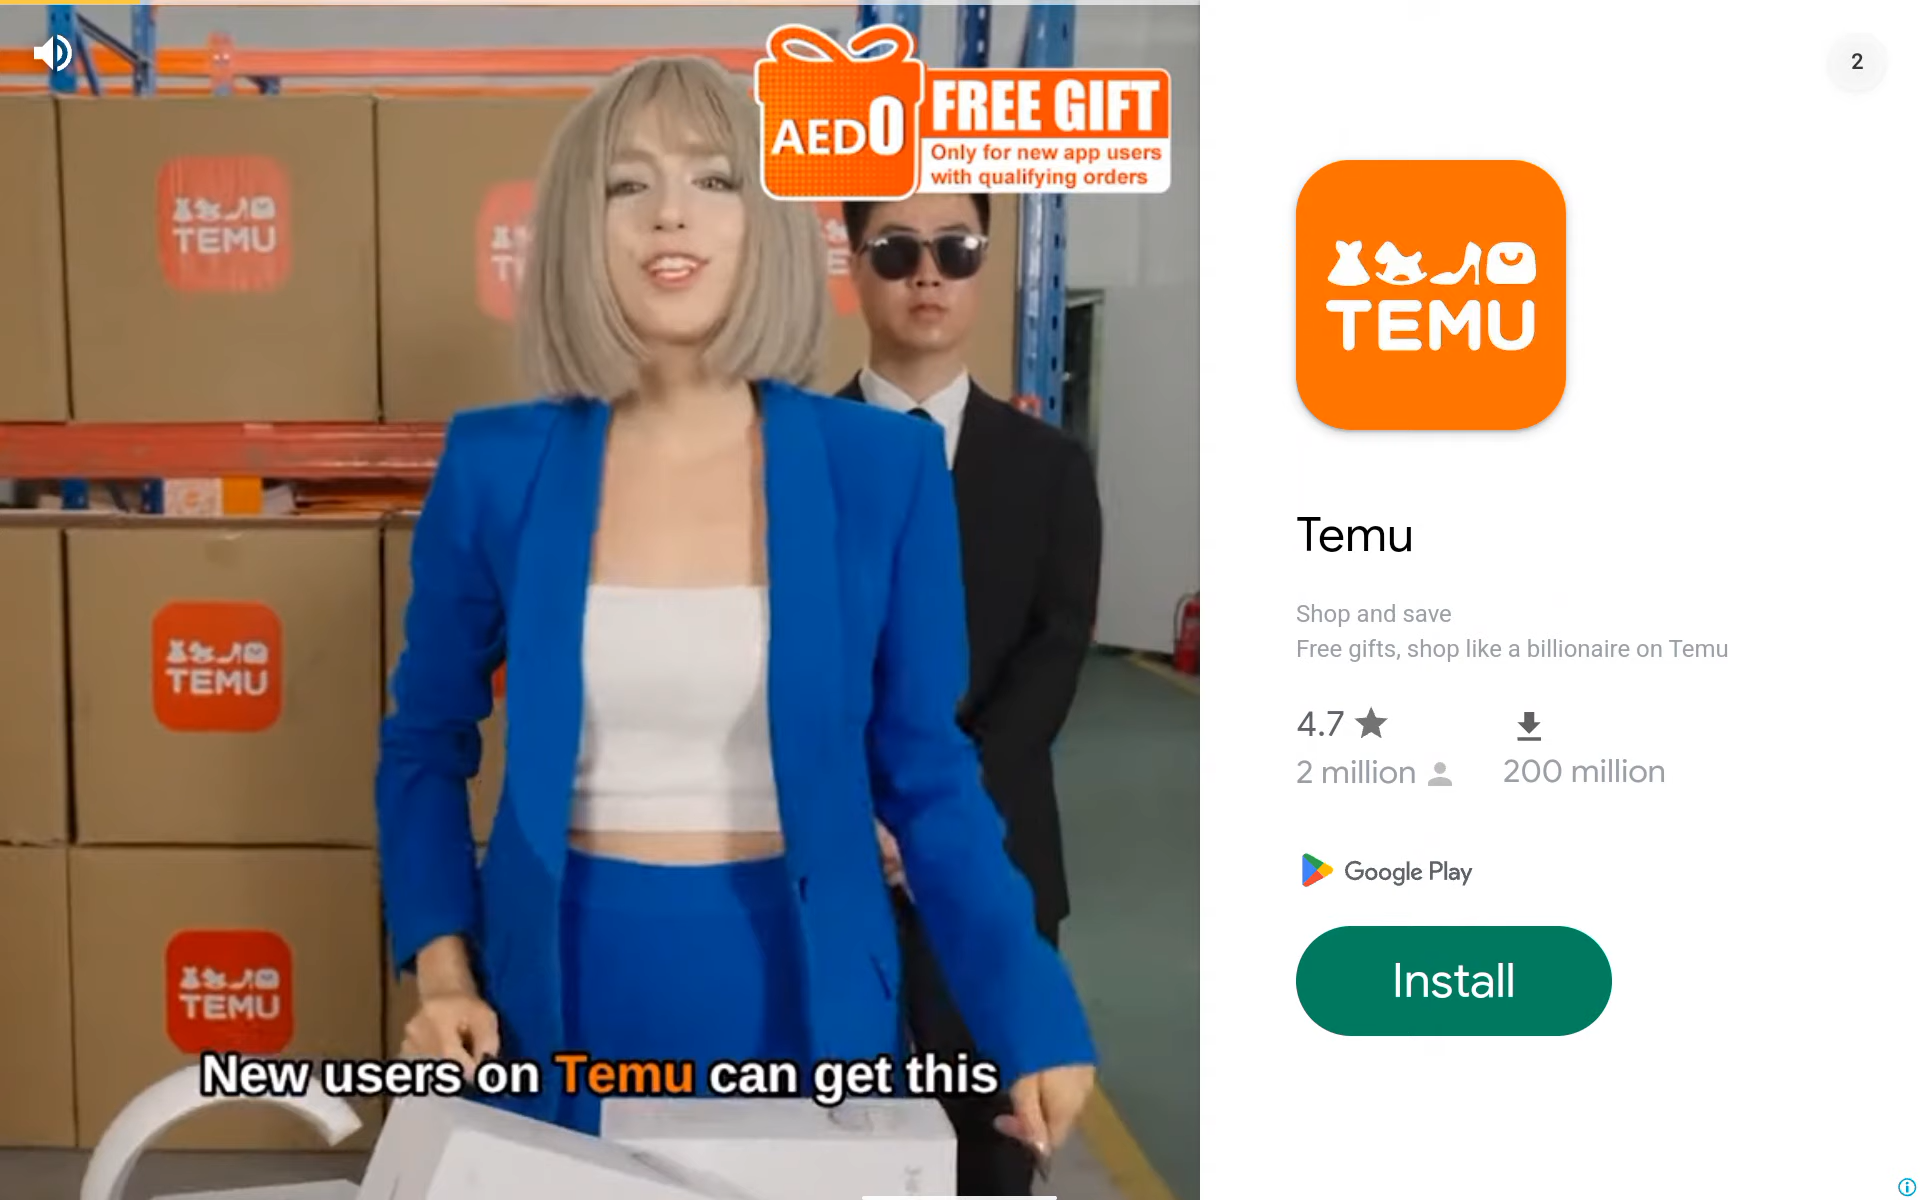 AED0
FREE GIFT
Only for new app users
with qualifying orders
TEMU
TEMU
TEMU
New users on Temu can get this
2
TEMU
Temu
Shop and save
Free gifts, shop like a billionaire on Temu
4.7
2 million
200 million
Google Play
Install